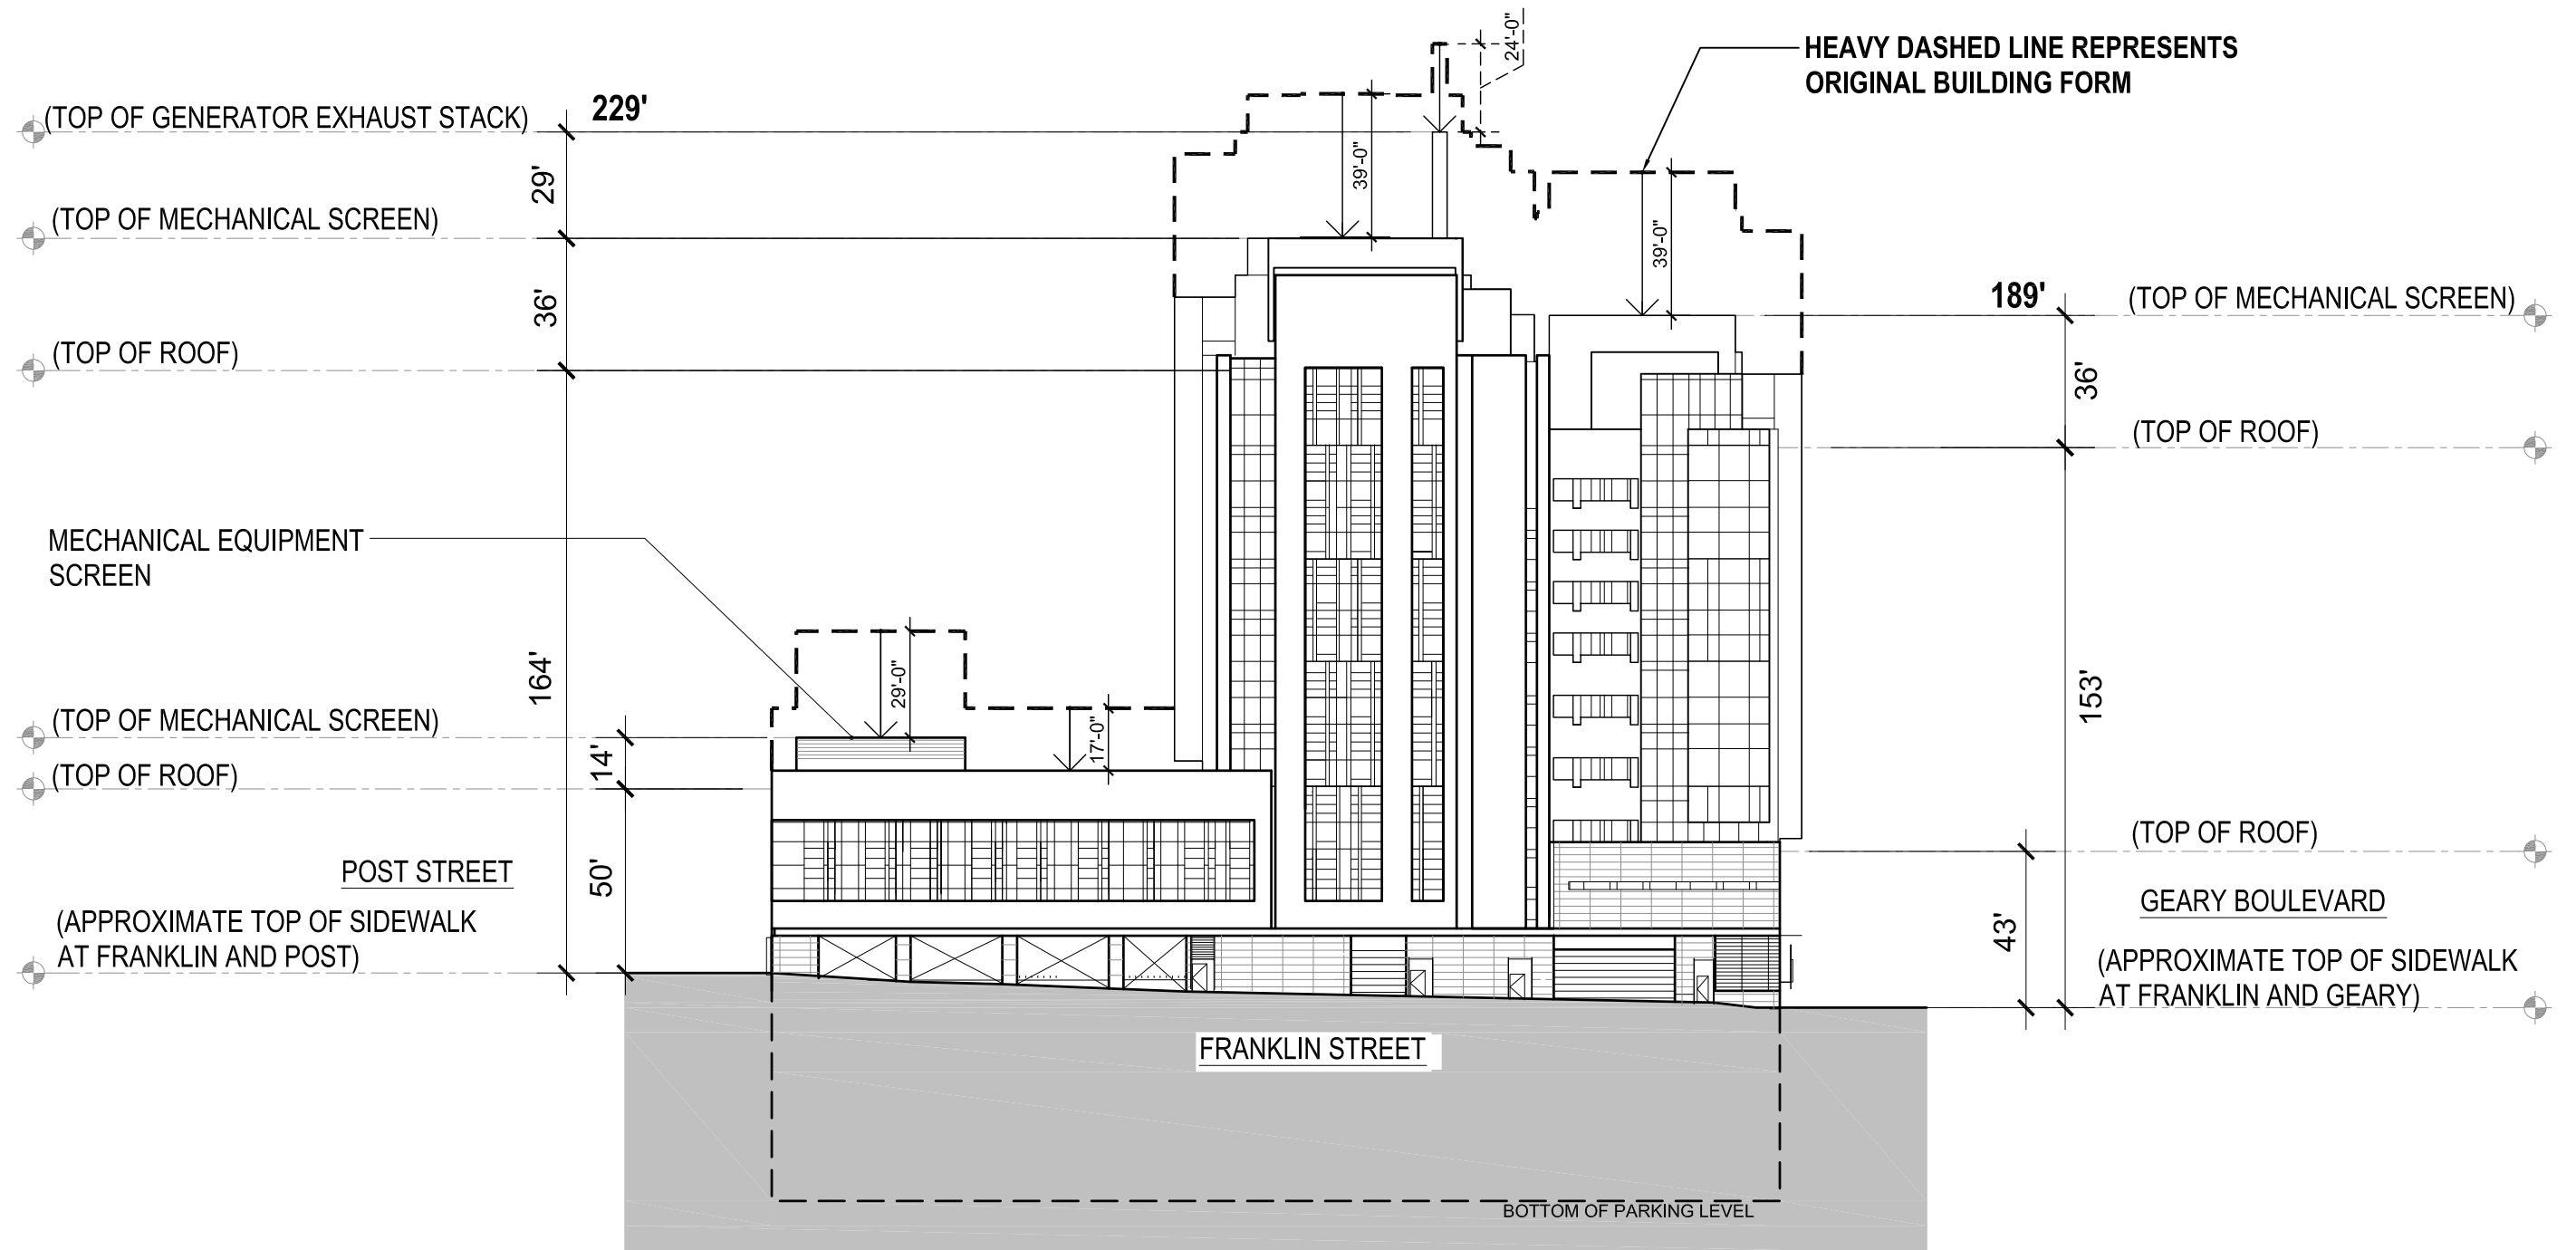 24'-0"
HEAVY DASHED LINE REPRESENTS
ORIGINAL BUILDING FORM
(TOP OF GENERATOR EXHAUST STACK)
229'
29'
39'-0"
(TOP OF MECHANICAL SCREEN)
39'-0"
36'
189'
(TOP OF MECHANICAL SCREEN)
(TOP OF ROOF)
36'
(TOP OF ROOF)
MECHANICAL EQUIPMENT
SCREEN
164'
29'-0"
153'
(TOP OF MECHANICAL SCREEN)
17'-0"
14'
(TOP OF ROOF)
(TOP OF ROOF)
POST STREET
50'
GEARY BOULEVARD
(APPROXIMATE TOP OF SIDEWALK
AT FRANKLIN AND POST)
43'
(APPROXIMATE TOP OF SIDEWALK
AT FRANKLIN AND GEARY)
FRANKLIN STREET
BOTTOM OF PARKING LEVEL